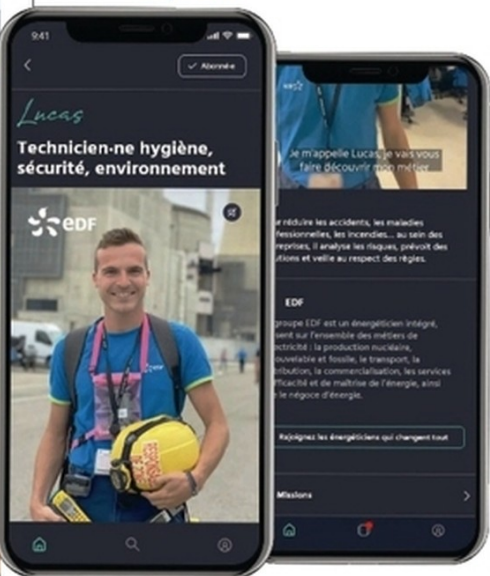 9:41
Abonné·e
Lucas
Technicien·ne hygiène,
sécurité, environnement
edf
edf
Je m'appelle Lucas, je vais vous
faire découvrir mon métier
réduire les accidents, les maladies
fessionnelles, les incendies... au sein des
reprises, il analyse les risques, prévoit des
utions et veille au respect des règles.
EDF
groupe EDF est un énergéticien intégré,
sent sur l'ensemble des métiers de
ectricité : la production nucléaire,
ouvelable et fossile, le transport, la
tribution, la commercialisation, les services
fficacité et de maîtrise de l'énergie, ainsi
e le négoce d'énergie.
Rejoignez les énergéticiens qui changent tout
Missions